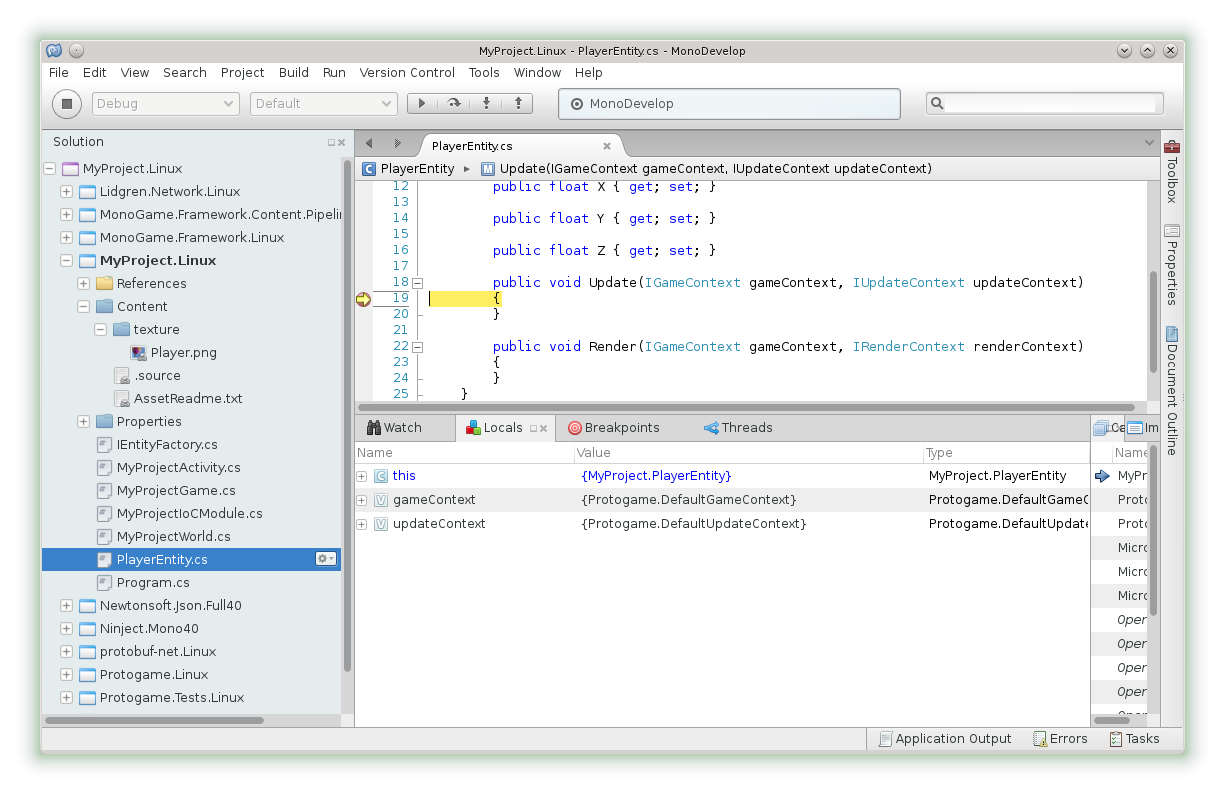 MyProject.Linux - PlayerEntity.cs - MonoDevelop
File Edit View Search Project Build Run Version Control Tools Window Help
Debug Default MonoDevelop
Solution
MyProject.Linux
Lidgren.Network.Linux
MonoGame.Framework.Content.Pipelin
MonoGame.Framework.Linux
MyProject.Linux
References
Content
texture
Player.png
.source
AssetReadme.txt
Properties
IEntityFactory.cs
MyProjectActivity.cs
MyProjectGame.cs
MyProjectIoCModule.cs
MyProjectWorld.cs
PlayerEntity.cs
Program.cs
Newtonsoft.Json.Full40
Ninject.Mono40
protobuf-net.Linux
Protogame.Linux
Protogame.Tests.Linux
PlayerEntity.cs
C PlayerEntity ▸ M Update(IGameContext gameContext, IUpdateContext updateContext)
12 public float X { get; set; }
13
14 public float Y { get; set; }
15
16 public float Z { get; set; }
17
18 public void Update(IGameContext gameContext, IUpdateContext updateContext)
19 {
20 }
21
22 public void Render(IGameContext gameContext, IRenderContext renderContext)
23 {
24 }
25 }
Toolbox
Properties
Document Outline
Watch Locals Breakpoints Threads
Name Value Type
C this {MyProject.PlayerEntity} MyProject.PlayerEntity
V gameContext {Protogame.DefaultGameContext} Protogame.DefaultGameC
V updateContext {Protogame.DefaultUpdateContext} Protogame.DefaultUpdate
Ca Im
Name
MyPr
Proto
Proto
Micro
Micro
Micro
Oper
Oper
Oper
Oper
Oper
Application Output Errors Tasks